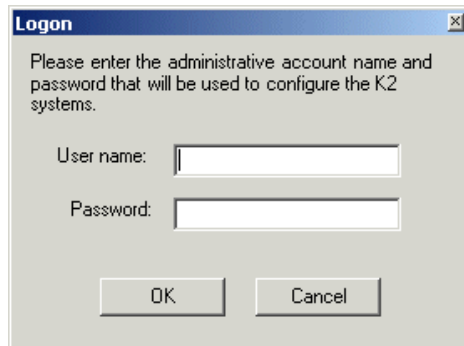 Logon
Please enter the administrative account name and
password that will be used to configure the K2
systems.
User name:
Password:
OK
Cancel